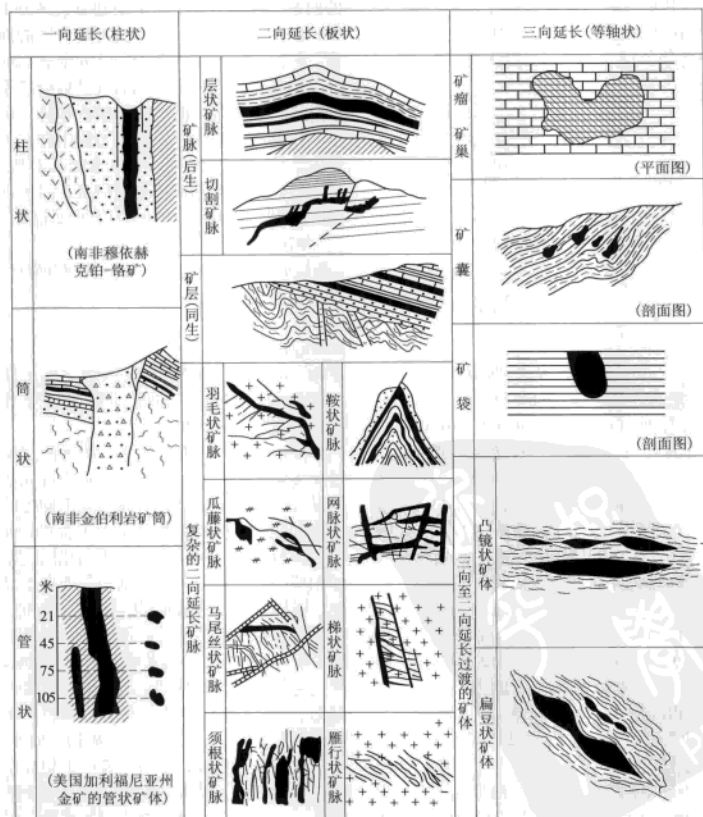 一向延长(柱状)
二向延长(板状)
三向延长(等轴状)
柱状
(南非穆依赫
克铂-铬矿)
筒状
(南非金伯利岩矿筒)
管状
米
21
45
75
105
(美国加利福尼亚州
金矿的管状矿体)
矿脉(后生)
层状矿脉
切割矿脉
矿层(同生)
复杂的二向延长矿脉
羽毛状矿脉
鞍状矿脉
瓜藤状矿脉
网脉状矿脉
马尾丝状矿脉
梯状矿脉
须根状矿脉
雁行状矿脉
矿瘤 矿巢
(平面图)
矿囊
(剖面图)
矿袋
(剖面图)
三向至二向延长过渡的矿体
凸镜状矿体
扁豆状矿体